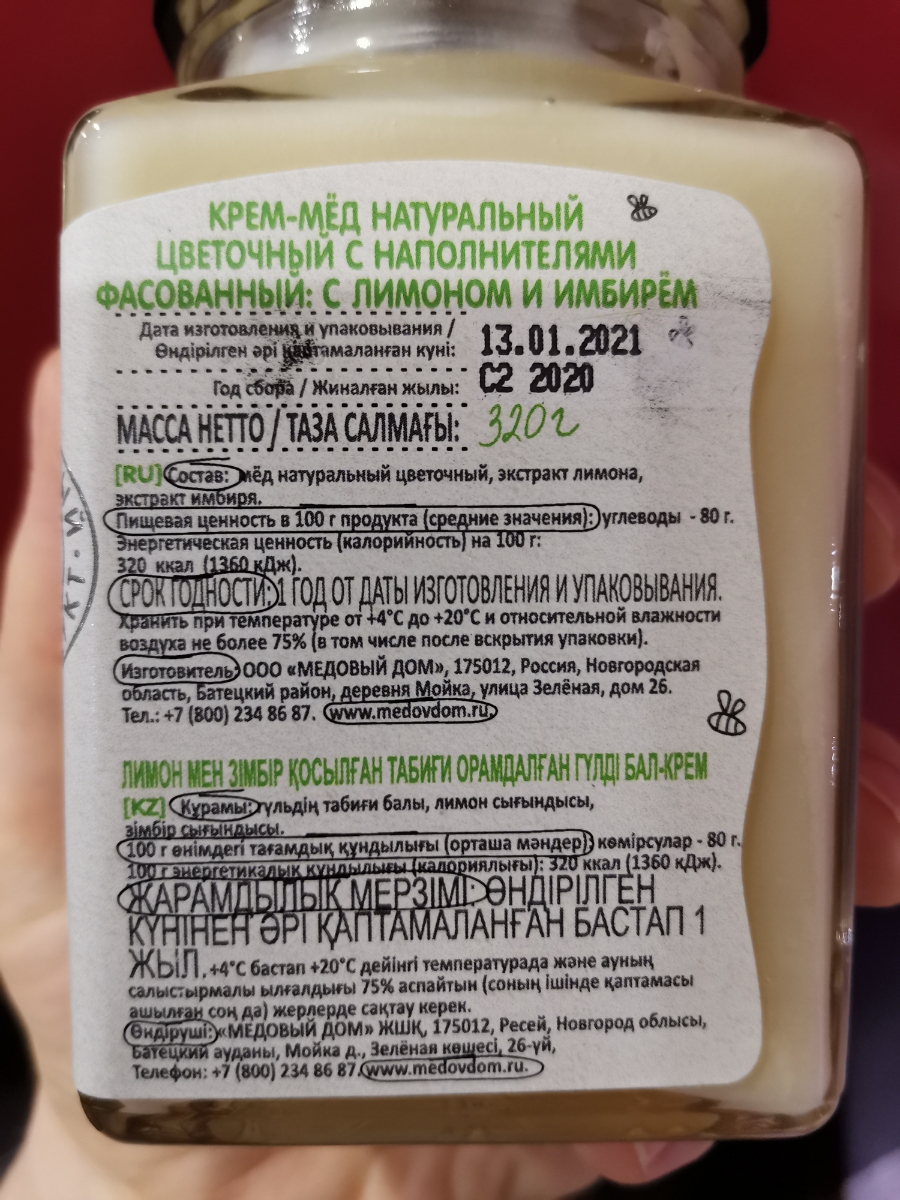 КРЕМ-МЁД НАТУРАЛЬНЫЙ
ЦВЕТОЧНЫЙ С НАПОЛНИТЕЛЯМИ
ФАСОВАННЫЙ: С ЛИМОНОМ И ИМБИРЁМ
Дата изготовления и упаковывания /
Өндірілген әрі қаптамаланған күні:
13.01.2021
Год сбора / Жиналған жылы:
С2 2020
МАССА НЕТТО / ТАЗА САЛМАҒЫ:
320г
[RU] Состав: мёд натуральный цветочный, экстракт лимона,
экстракт имбиря.
Пищевая ценность в 100 г продукта (средние значения): углеводы - 80 г.
Энергетическая ценность (калорийность) на 100 г:
320 ккал (1360 кДж).
СРОК ГОДНОСТИ: 1 ГОД ОТ ДАТЫ ИЗГОТОВЛЕНИЯ И УПАКОВЫВАНИЯ.
Хранить при температуре от +4°С до +20°С и относительной влажности
воздуха не более 75% (в том числе после вскрытия упаковки).
Изготовитель: ООО «МЕДОВЫЙ ДОМ», 175012, Россия, Новгородская
область, Батецкий район, деревня Мойка, улица Зелёная, дом 26.
Тел.: +7 (800) 234 86 87. www.medovdom.ru.
ЛИМОН МЕН ЗІМБІР ҚОСЫЛҒАН ТАБИҒИ ОРАМДАЛҒАН ГҮЛДІ БАЛ-КРЕМ
[KZ] Құрамы: гүльдің табиғи балы, лимон сығындысы,
зімбір сығындысы.
100 г өнімдегі тағамдық құндылығы (орташа мәндер): көмірсулар - 80 г.
100 г энергетикалық құндылығы (калориялығы): 320 ккал (1360 кДж).
ЖАРАМДЫЛЫҚ МЕРЗІМІ: ӨНДІРІЛГЕН
КҮНІНЕН ӘРІ ҚАПТАМАЛАНҒАН БАСТАП 1
ЖЫЛ. +4°С бастап +20°С дейінгі температурада және ауның
салыстырмалы ылғалдығы 75% аспайтын (соның ішінде қаптамасы
ашылған соң да) жерлерде сақтау керек.
Өндіруші: «МЕДОВЫЙ ДОМ» ЖШҚ, 175012, Ресей, Новгород облысы,
Батецкий ауданы, Мойка д., Зелёная көшесі, 26-үй,
Телефон: +7 (800) 234 86 87. www.medovdom.ru.